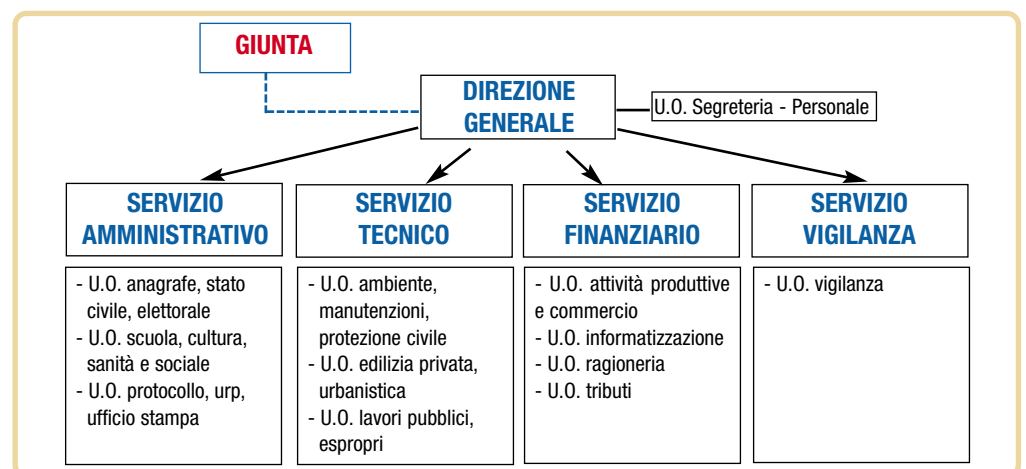 GIUNTA
DIREZIONE
GENERALE
U.O. Segreteria - Personale
SERVIZIO
AMMINISTRATIVO
- U.O. anagrafe, stato
civile, elettorale
- U.O. scuola, cultura,
sanità e sociale
- U.O. protocollo, urp,
ufficio stampa
SERVIZIO
TECNICO
- U.O. ambiente,
manutenzioni,
protezione civile
- U.O. edilizia privata,
urbanistica
- U.O. lavori pubblici,
espropri
SERVIZIO
FINANZIARIO
- U.O. attività produttive
e commercio
- U.O. informatizzazione
- U.O. ragioneria
- U.O. tributi
SERVIZIO
VIGILANZA
- U.O. vigilanza